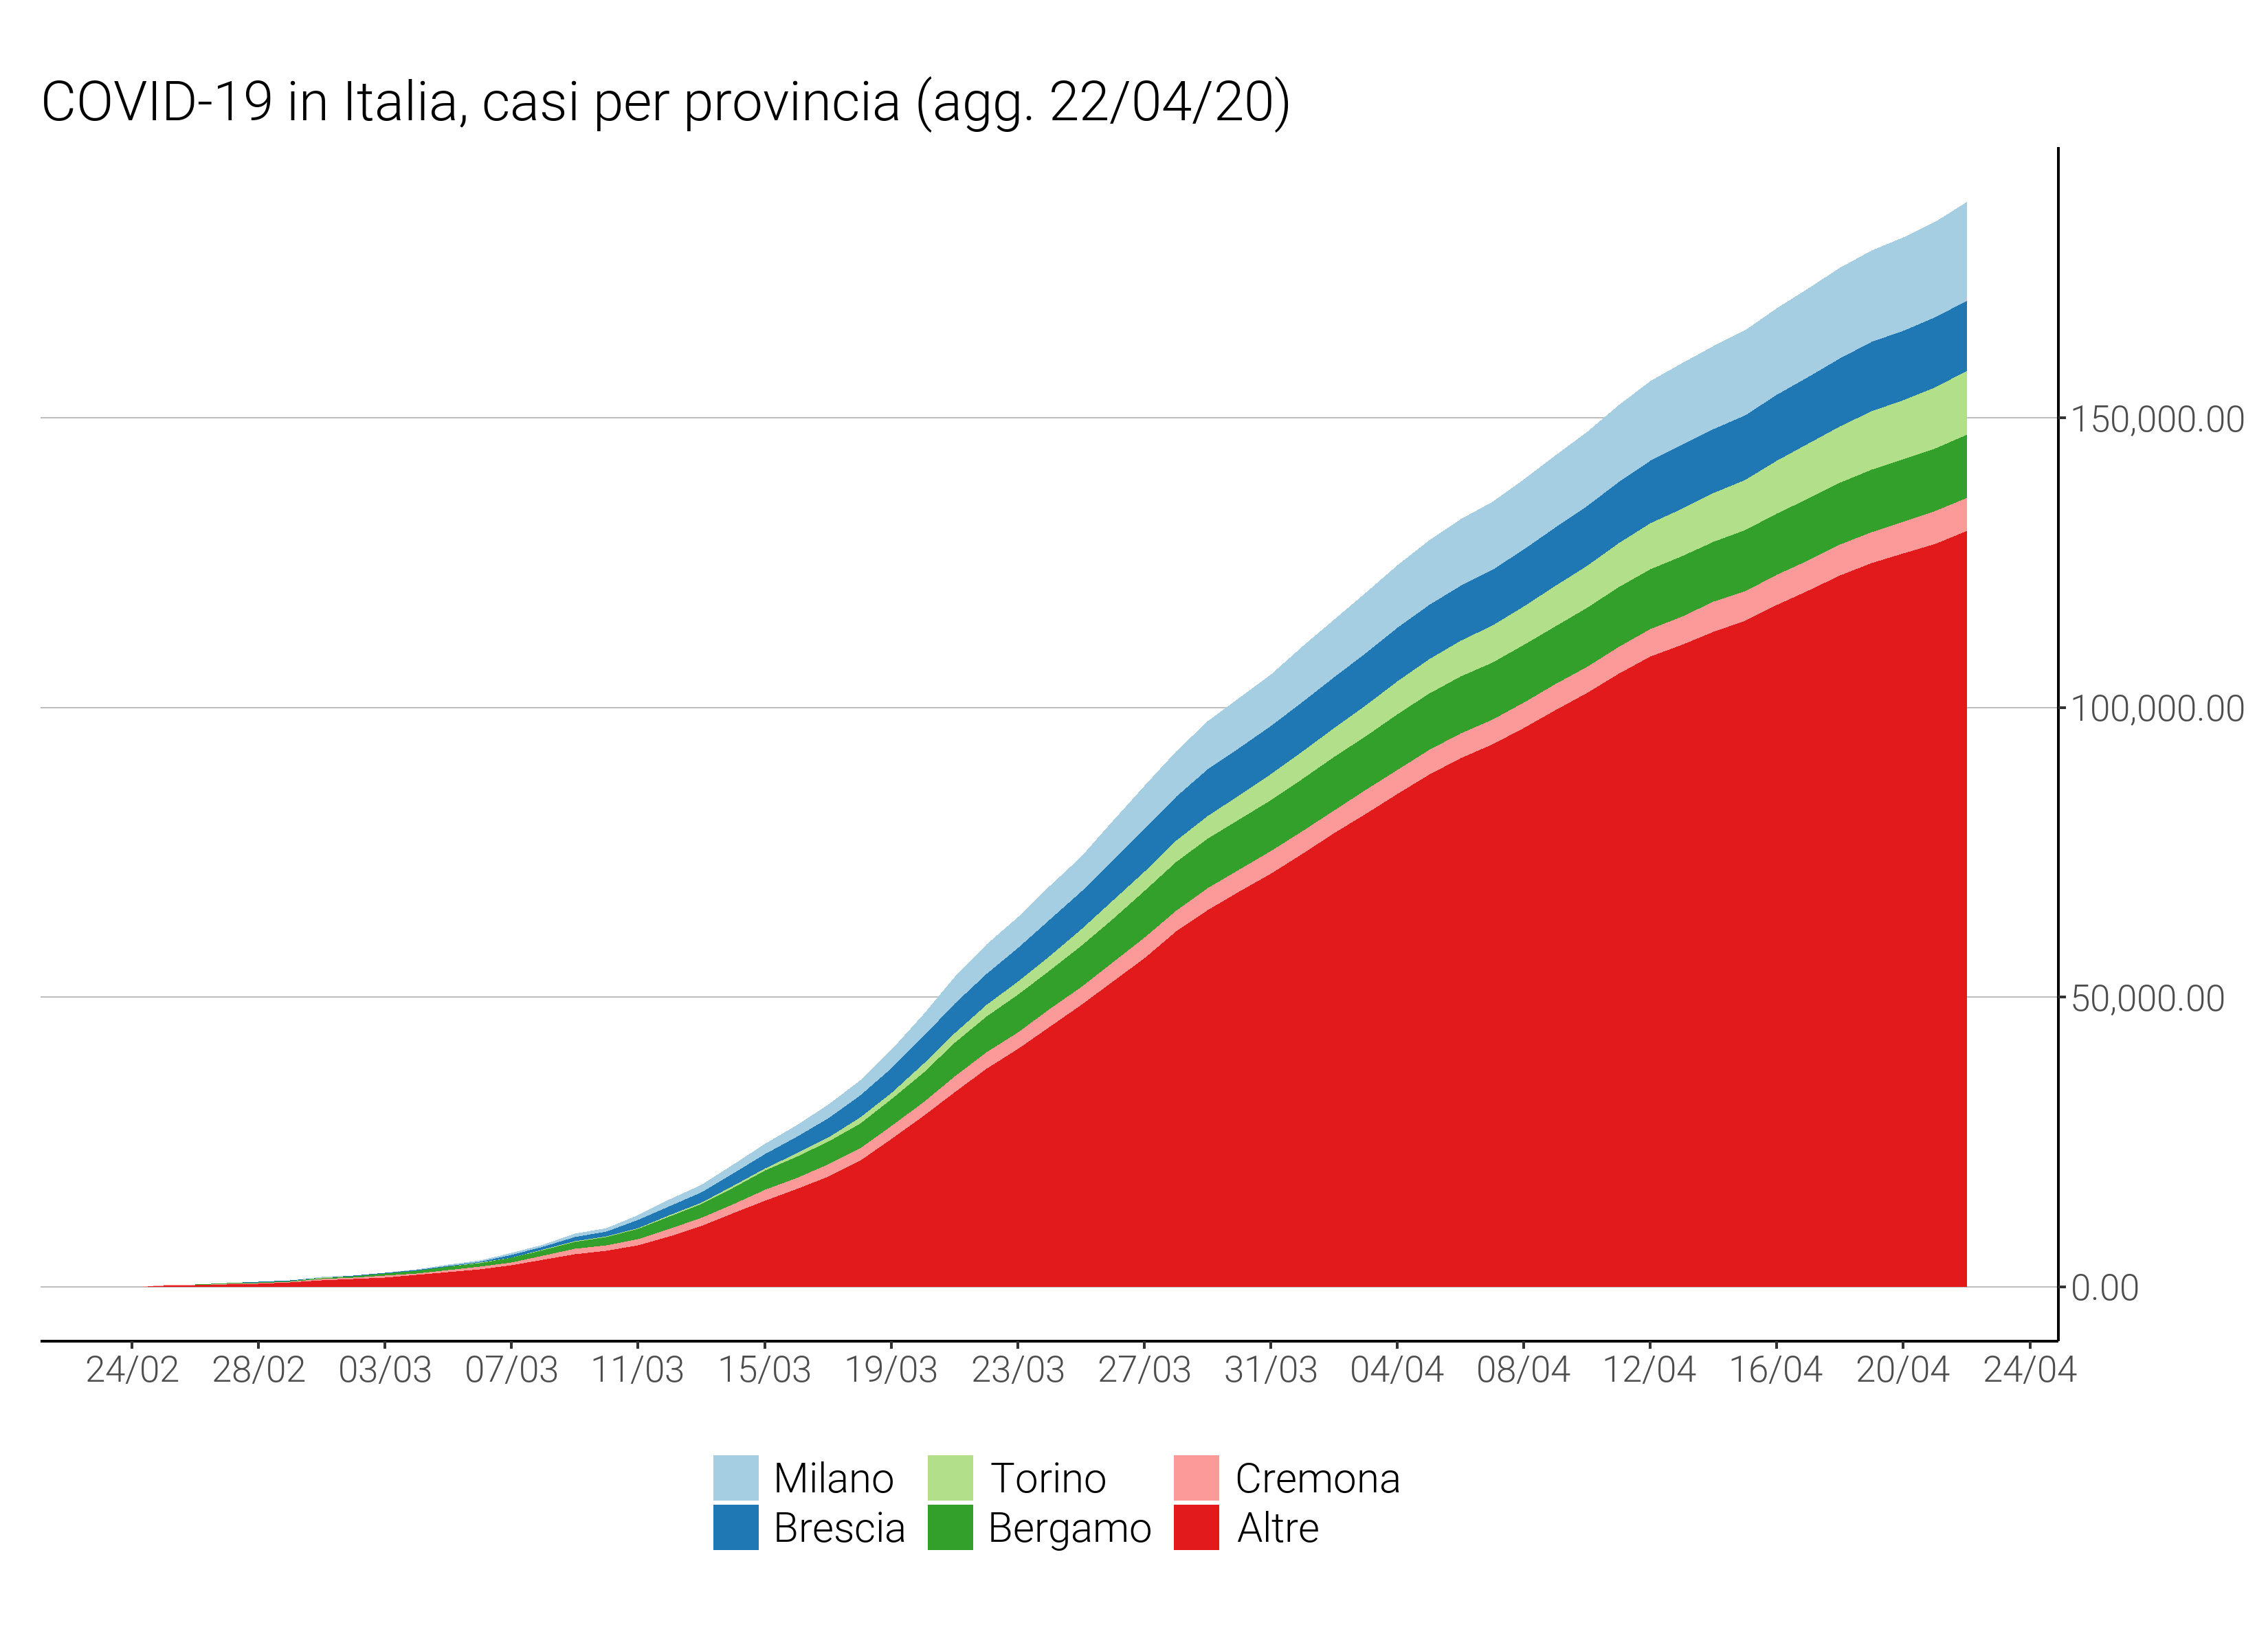 COVID-19 in Italia, casi per provincia (agg. 22/04/20)
150,000.00
100,000.00
50,000.00
0.00
24/02 28/02 03/03 07/03 11/03 15/03 19/03 23/03 27/03 31/03 04/04 08/04 12/04 16/04 20/04 24/04
Milano Torino Cremona
Brescia Bergamo Altre